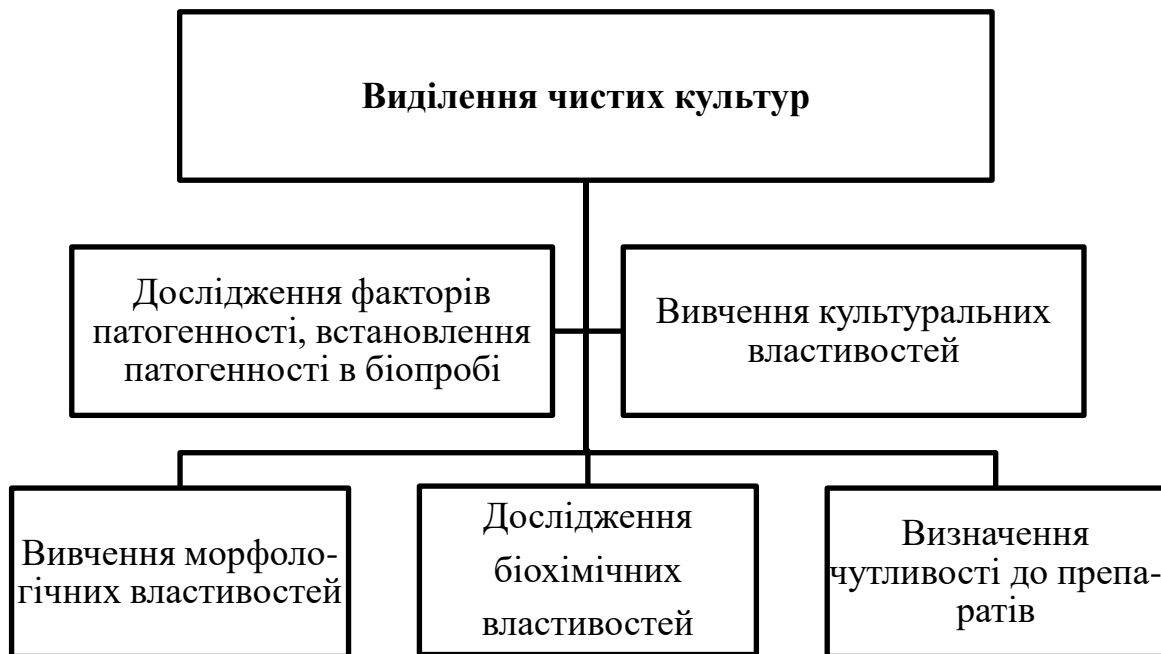 Виділення чистих культур
Дослідження факторів
патогенності, встановлення
патогенності в біопробі
Вивчення культуральних
властивостей
Вивчення морфоло-
гічних властивостей
Дослідження
біохімічних
властивостей
Визначення
чутливості до препа-
ратів